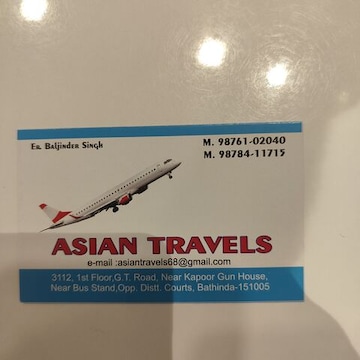 Er. Baljinder Singh
M. 98761-02040
M. 98784-11715
ASIAN TRAVELS
e-mail :asiantravels68@gmail.com
3112, 1st Floor,G.T. Road, Near Kapoor Gun House,
Near Bus Stand,Opp. Distt. Courts, Bathinda-151005